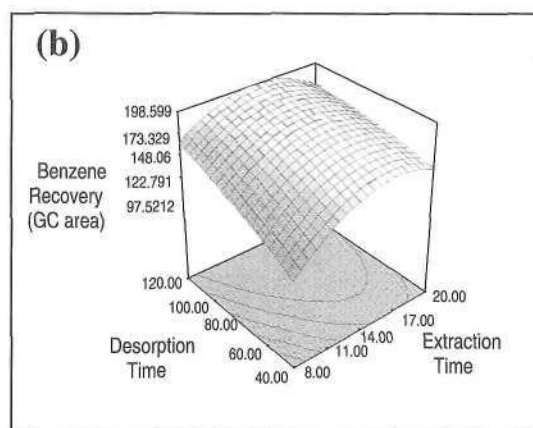 (b)
198.599
173.329
148.06
122.791
97.5212
Benzene
Recovery
(GC area)
120.00
100.00
80.00
60.00
40.00
Desorption
Time
20.00
17.00
14.00
11.00
8.00
Extraction
Time